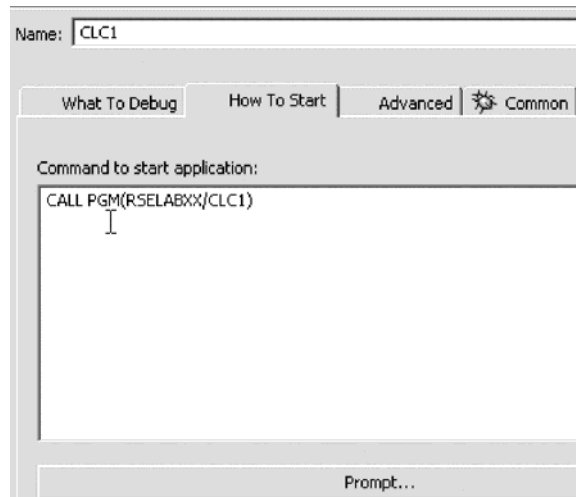 Name: CLC1
What To Debug How To Start Advanced Common
Command to start application:
CALL PGM(RSELABXX/CLC1)
Prompt...